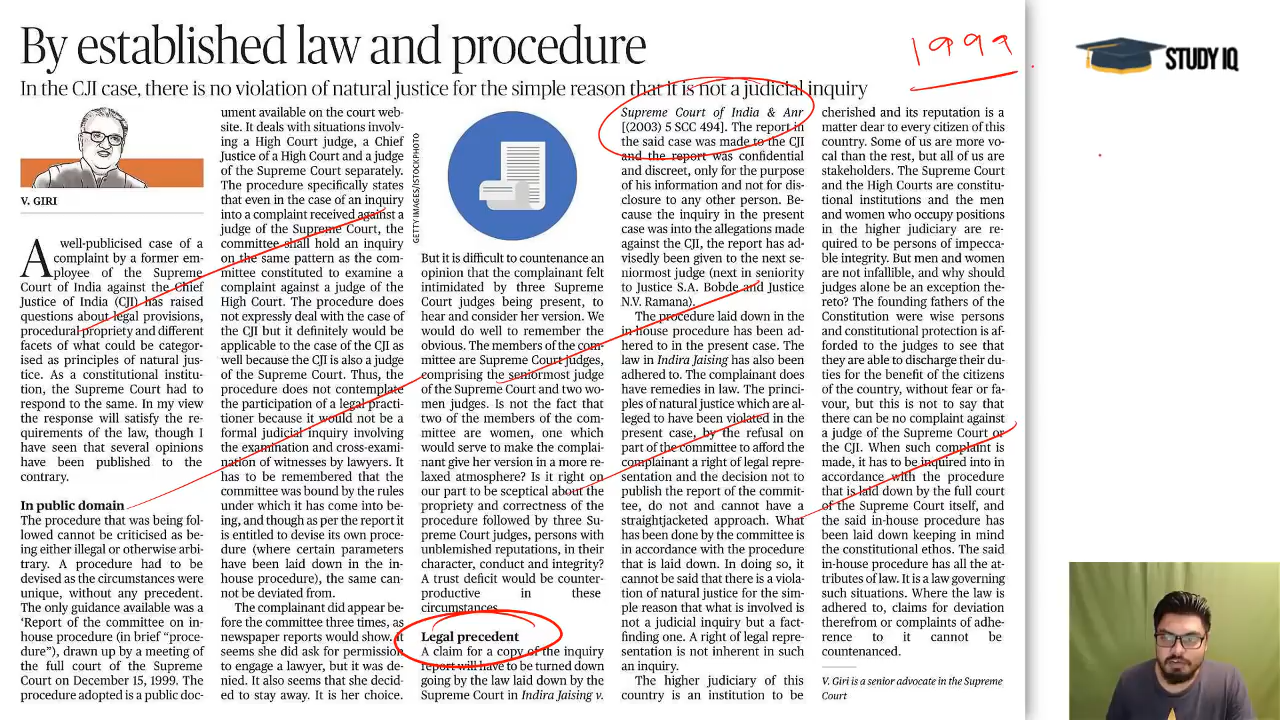 By established law and procedure
In the CJI case, there is no violation of natural justice for the simple reason that it is not a judicial inquiry
1999
STUDY IQ
V. GIRI
A well-publicised case of a
complaint by a former em-
ployee of the Supreme
Court of India against the Chief
Justice of India (CJI) has raised
questions about legal provisions,
procedural propriety and different
facets of what could be categor-
ised as principles of natural jus-
tice. As a constitutional institu-
tion, the Supreme Court had to
respond to the same. In my view
the response will satisfy the re-
quirements of the law, though I
have seen that several opinions
have been published to the
contrary.
In public domain
The procedure that was being fol-
lowed cannot be criticised as be-
ing either illegal or otherwise arbi-
trary. A procedure had to be
devised as the circumstances were
unique, without any precedent.
The only guidance available was a
‘Report of the committee on in-
house procedure (in brief “proce-
dure”), drawn up by a meeting of
the full court of the Supreme
Court on December 15, 1999. The
procedure adopted is a public doc-
ument available on the court web-
site. It deals with situations involv-
ing a High Court judge, a Chief
Justice of a High Court and a judge
of the Supreme Court separately.
The procedure specifically states
that even in the case of an inquiry
into a complaint received against a
judge of the Supreme Court, the
committee shall hold an inquiry
on the same pattern as the com-
mittee constituted to examine a
complaint against a judge of the
High Court. The procedure does
not expressly deal with the case of
the CJI but it definitely would be
applicable to the case of the CJI as
well because the CJI is also a judge
of the Supreme Court. Thus, the
procedure does not contemplate
the participation of a legal practi-
tioner because it would not be a
formal judicial inquiry involving
the examination and cross-exami-
nation of witnesses by lawyers. It
has to be remembered that the
committee was bound by the rules
under which it has come into be-
ing, and though as per the report it
is entitled to devise its own proce-
dure (where certain parameters
have been laid down in the in-
house procedure), the same can-
not be deviated from.
The complainant did appear be-
fore the committee three times, as
newspaper reports would show. It
seems she did ask for permission
to engage a lawyer, but it was de-
nied. It also seems that she decid-
ed to stay away. It is her choice.
GETTY IMAGES/ISTOCKPHOTO
But it is difficult to countenance an
opinion that the complainant felt
intimidated by three Supreme
Court judges being present, to
hear and consider her version. We
would do well to remember the
obvious. The members of the com-
mittee are Supreme Court judges,
comprising the seniormost judge
of the Supreme Court and two wo-
men judges. Is not the fact that
two of the members of the com-
mittee are women, one which
would serve to make the complai-
nant give her version in a more re-
laxed atmosphere? Is it right on
our part to be sceptical about the
propriety and correctness of the
procedure followed by three Su-
preme Court judges, persons with
unblemished reputations, in their
character, conduct and integrity?
A trust deficit would be counter-
productive in these
circumstances.
Legal precedent
A claim for a copy of the inquiry
report will have to be turned down
going by the law laid down by the
Supreme Court in Indira Jaising v.
Supreme Court of India & Anr
[(2003) 5 SCC 494]. The report in
the said case was made to the CJI
and the report was confidential
and discreet, only for the purpose
of his information and not for dis-
closure to any other person. Be-
cause the inquiry in the present
case was into the allegations made
against the CJI, the report has ad-
visedly been given to the next se-
niormost judge (next in seniority
to Justice S.A. Bobde and Justice
N.V. Ramana).
The procedure laid down in the
in house procedure has been ad-
hered to in the present case. The
law in Indira Jaising has also been
adhered to. The complainant does
have remedies in law. The princi-
ples of natural justice which are al-
leged to have been violated in the
present case, by the refusal on
part of the committee to afford the
complainant a right of legal repre-
sentation and the decision not to
publish the report of the commit-
tee, do not and cannot have a
straightjacketed approach. What
has been done by the committee is
in accordance with the procedure
that is laid down. In doing so, it
cannot be said that there is a viola-
tion of natural justice for the sim-
ple reason that what is involved is
not a judicial inquiry but a fact-
finding one. A right of legal repre-
sentation is not inherent in such
an inquiry.
The higher judiciary of this
country is an institution to be
cherished and its reputation is a
matter dear to every citizen of this
country. Some of us are more vo-
cal than the rest, but all of us are
stakeholders. The Supreme Court
and the High Courts are constitu-
tional institutions and the men
and women who occupy positions
in the higher judiciary are re-
quired to be persons of impecca-
ble integrity. But men and women
are not infallible, and why should
judges alone be an exception the-
reto? The founding fathers of the
Constitution were wise persons
and constitutional protection is af-
forded to the judges to see that
they are able to discharge their du-
ties for the benefit of the citizens
of the country, without fear or fa-
vour, but this is not to say that
there can be no complaint against
a judge of the Supreme Court or
the CJI. When such complaint is
made, it has to be inquired into in
accordance with the procedure
that is laid down by the full court
of the Supreme Court itself, and
the said in-house procedure has
been laid down keeping in mind
the constitutional ethos. The said
in-house procedure has all the at-
tributes of law. It is a law governing
such situations. Where the law is
adhered to, claims for deviation
therefrom or complaints of adhe-
rence to it cannot be
countenanced.
V. Giri is a senior advocate in the Supreme
Court